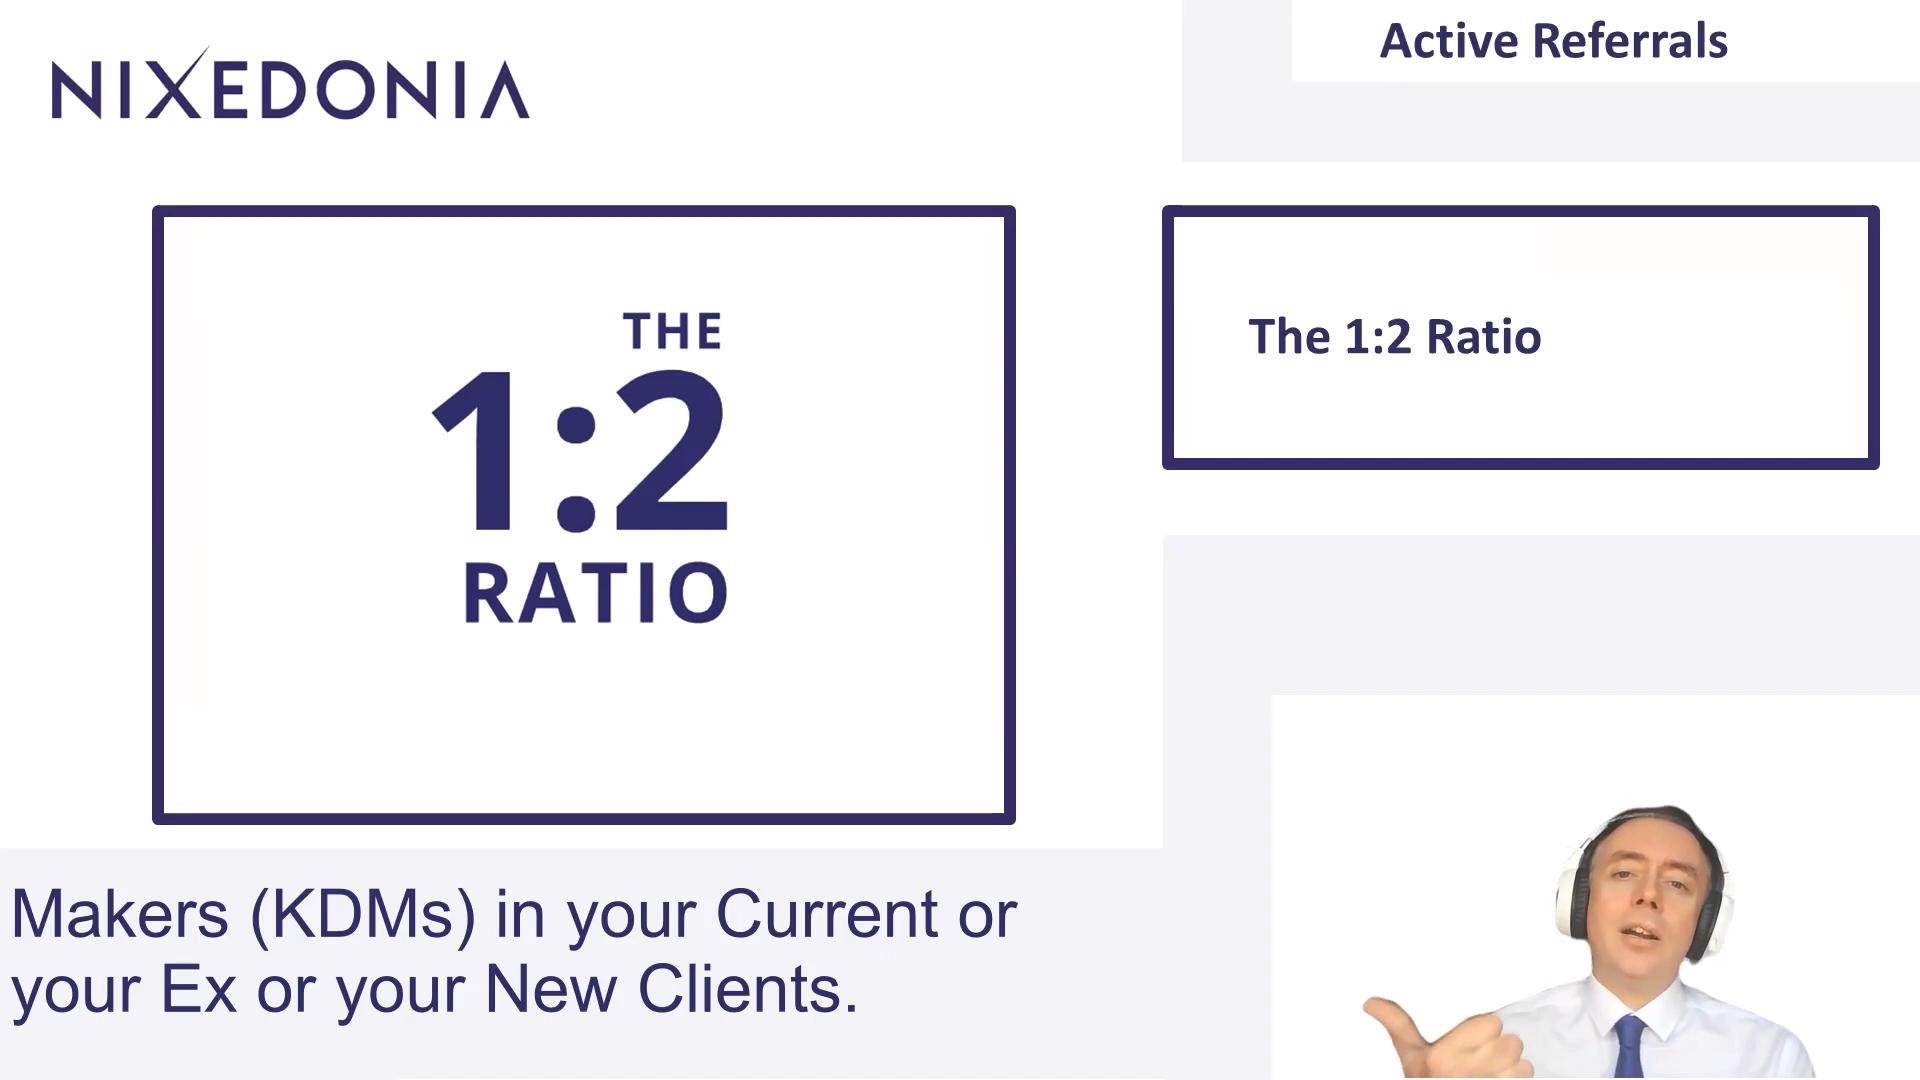 NIXEDONIA
Active Referrals
THE
1:2
RATIO
The 1:2 Ratio
Makers (KDMs) in your Current or
your Ex or your New Clients.